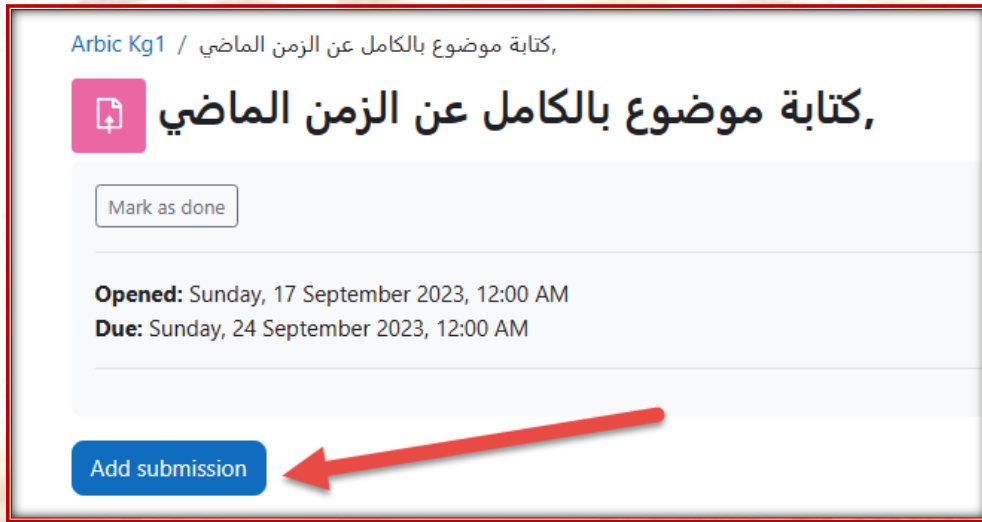 Arbic Kg1 / كتابة موضوع بالكامل عن الزمن الماضي,
كتابة موضوع بالكامل عن الزمن الماضي,
Mark as done
Opened: Sunday, 17 September 2023, 12:00 AM
Due: Sunday, 24 September 2023, 12:00 AM
Add submission